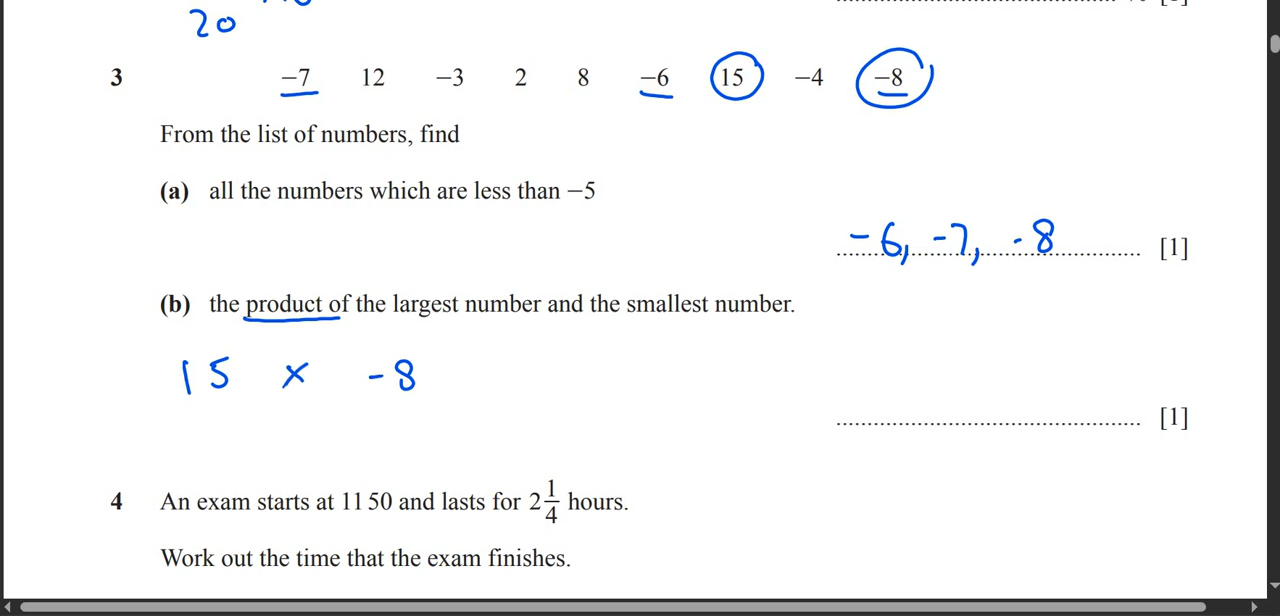 20
3 −7 12 −3 2 8 −6 15 −4 −8
From the list of numbers, find
(a) all the numbers which are less than −5
−6, −7, −8 [1]
(b) the product of the largest number and the smallest number.
15 × −8
[1]
4 An exam starts at 11 50 and lasts for 2 1/4 hours.
Work out the time that the exam finishes.